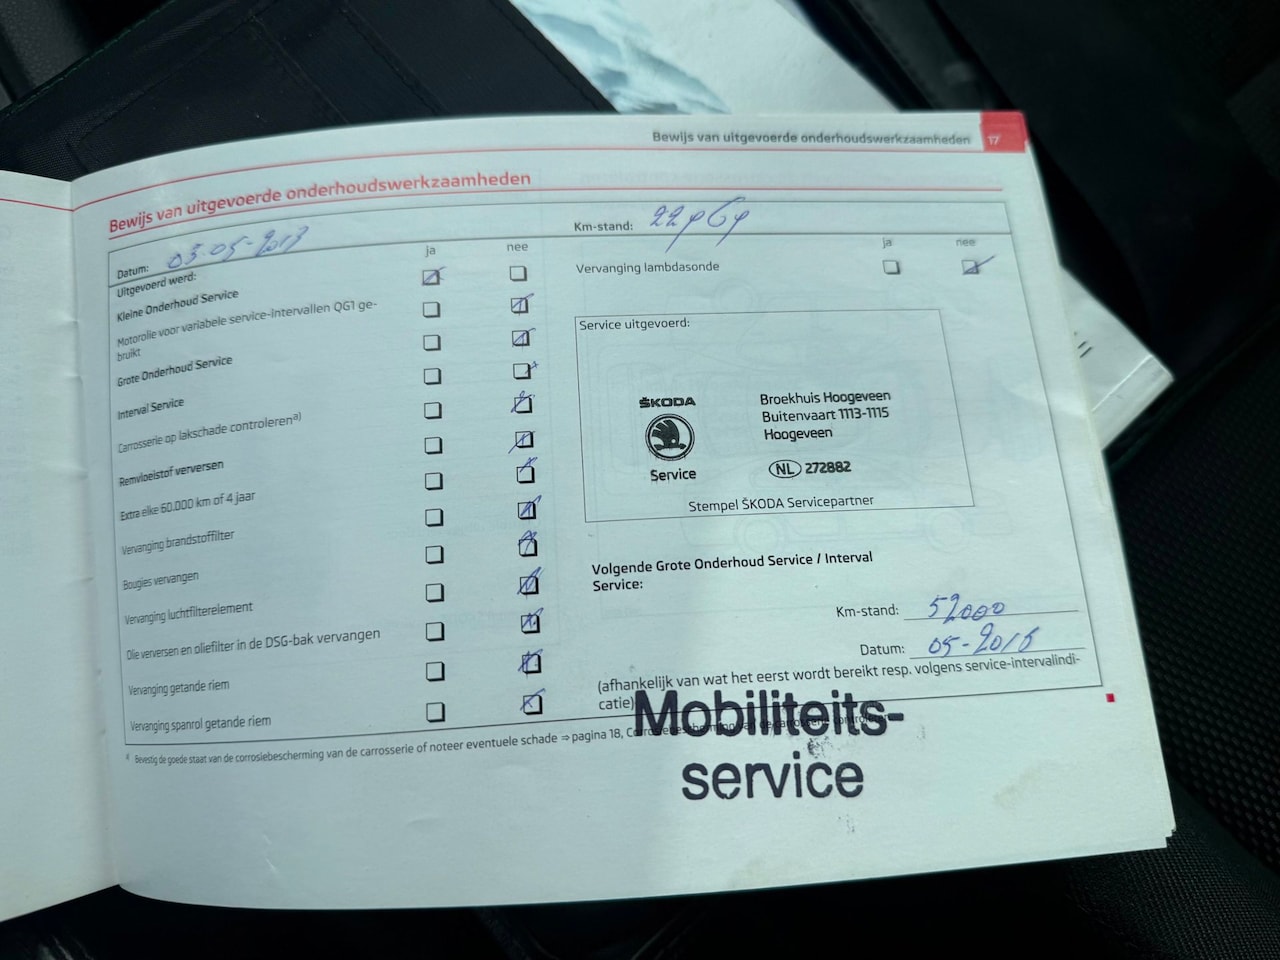 Bewijs van uitgevoerde onderhoudswerkzaamheden 17
Bewijs van uitgevoerde onderhoudswerkzaamheden
Datum: 03-05-2013
Km-stand:
Uitgevoerd werd:
ja nee
Kleine Onderhoud Service
Motorolie voor variabele service-intervallen QG1 ge-
bruikt
Grote Onderhoud Service
Interval Service
Carrosserie op lakschade controleren a)
Remvloeistof verversen
Extra elke 60.000 km of 4 jaar
Vervanging brandstoffilter
Bougies vervangen
Vervanging luchtfilterelement
Olie verversen en oliefilter in de DSG-bak vervangen
Vervanging getande riem
Vervanging spanrol getande riem
ja nee
Vervanging lambdasonde
Service uitgevoerd:
ŠKODA
Service
Broekhuis Hoogeveen
Buitenvaart 1113-1115
Hoogeveen
NL 272882
Stempel ŠKODA Servicepartner
Volgende Grote Onderhoud Service / Interval
Service:
Km-stand: 52000
Datum: 05-2015
(afhankelijk van wat het eerst wordt bereikt resp. volgens service-intervalindi-
catie)
a) Bevestig de goede staat van de corrosiebescherming van de carrosserie of noteer eventuele schade ⇒ pagina 18,
Mobiliteits-
service